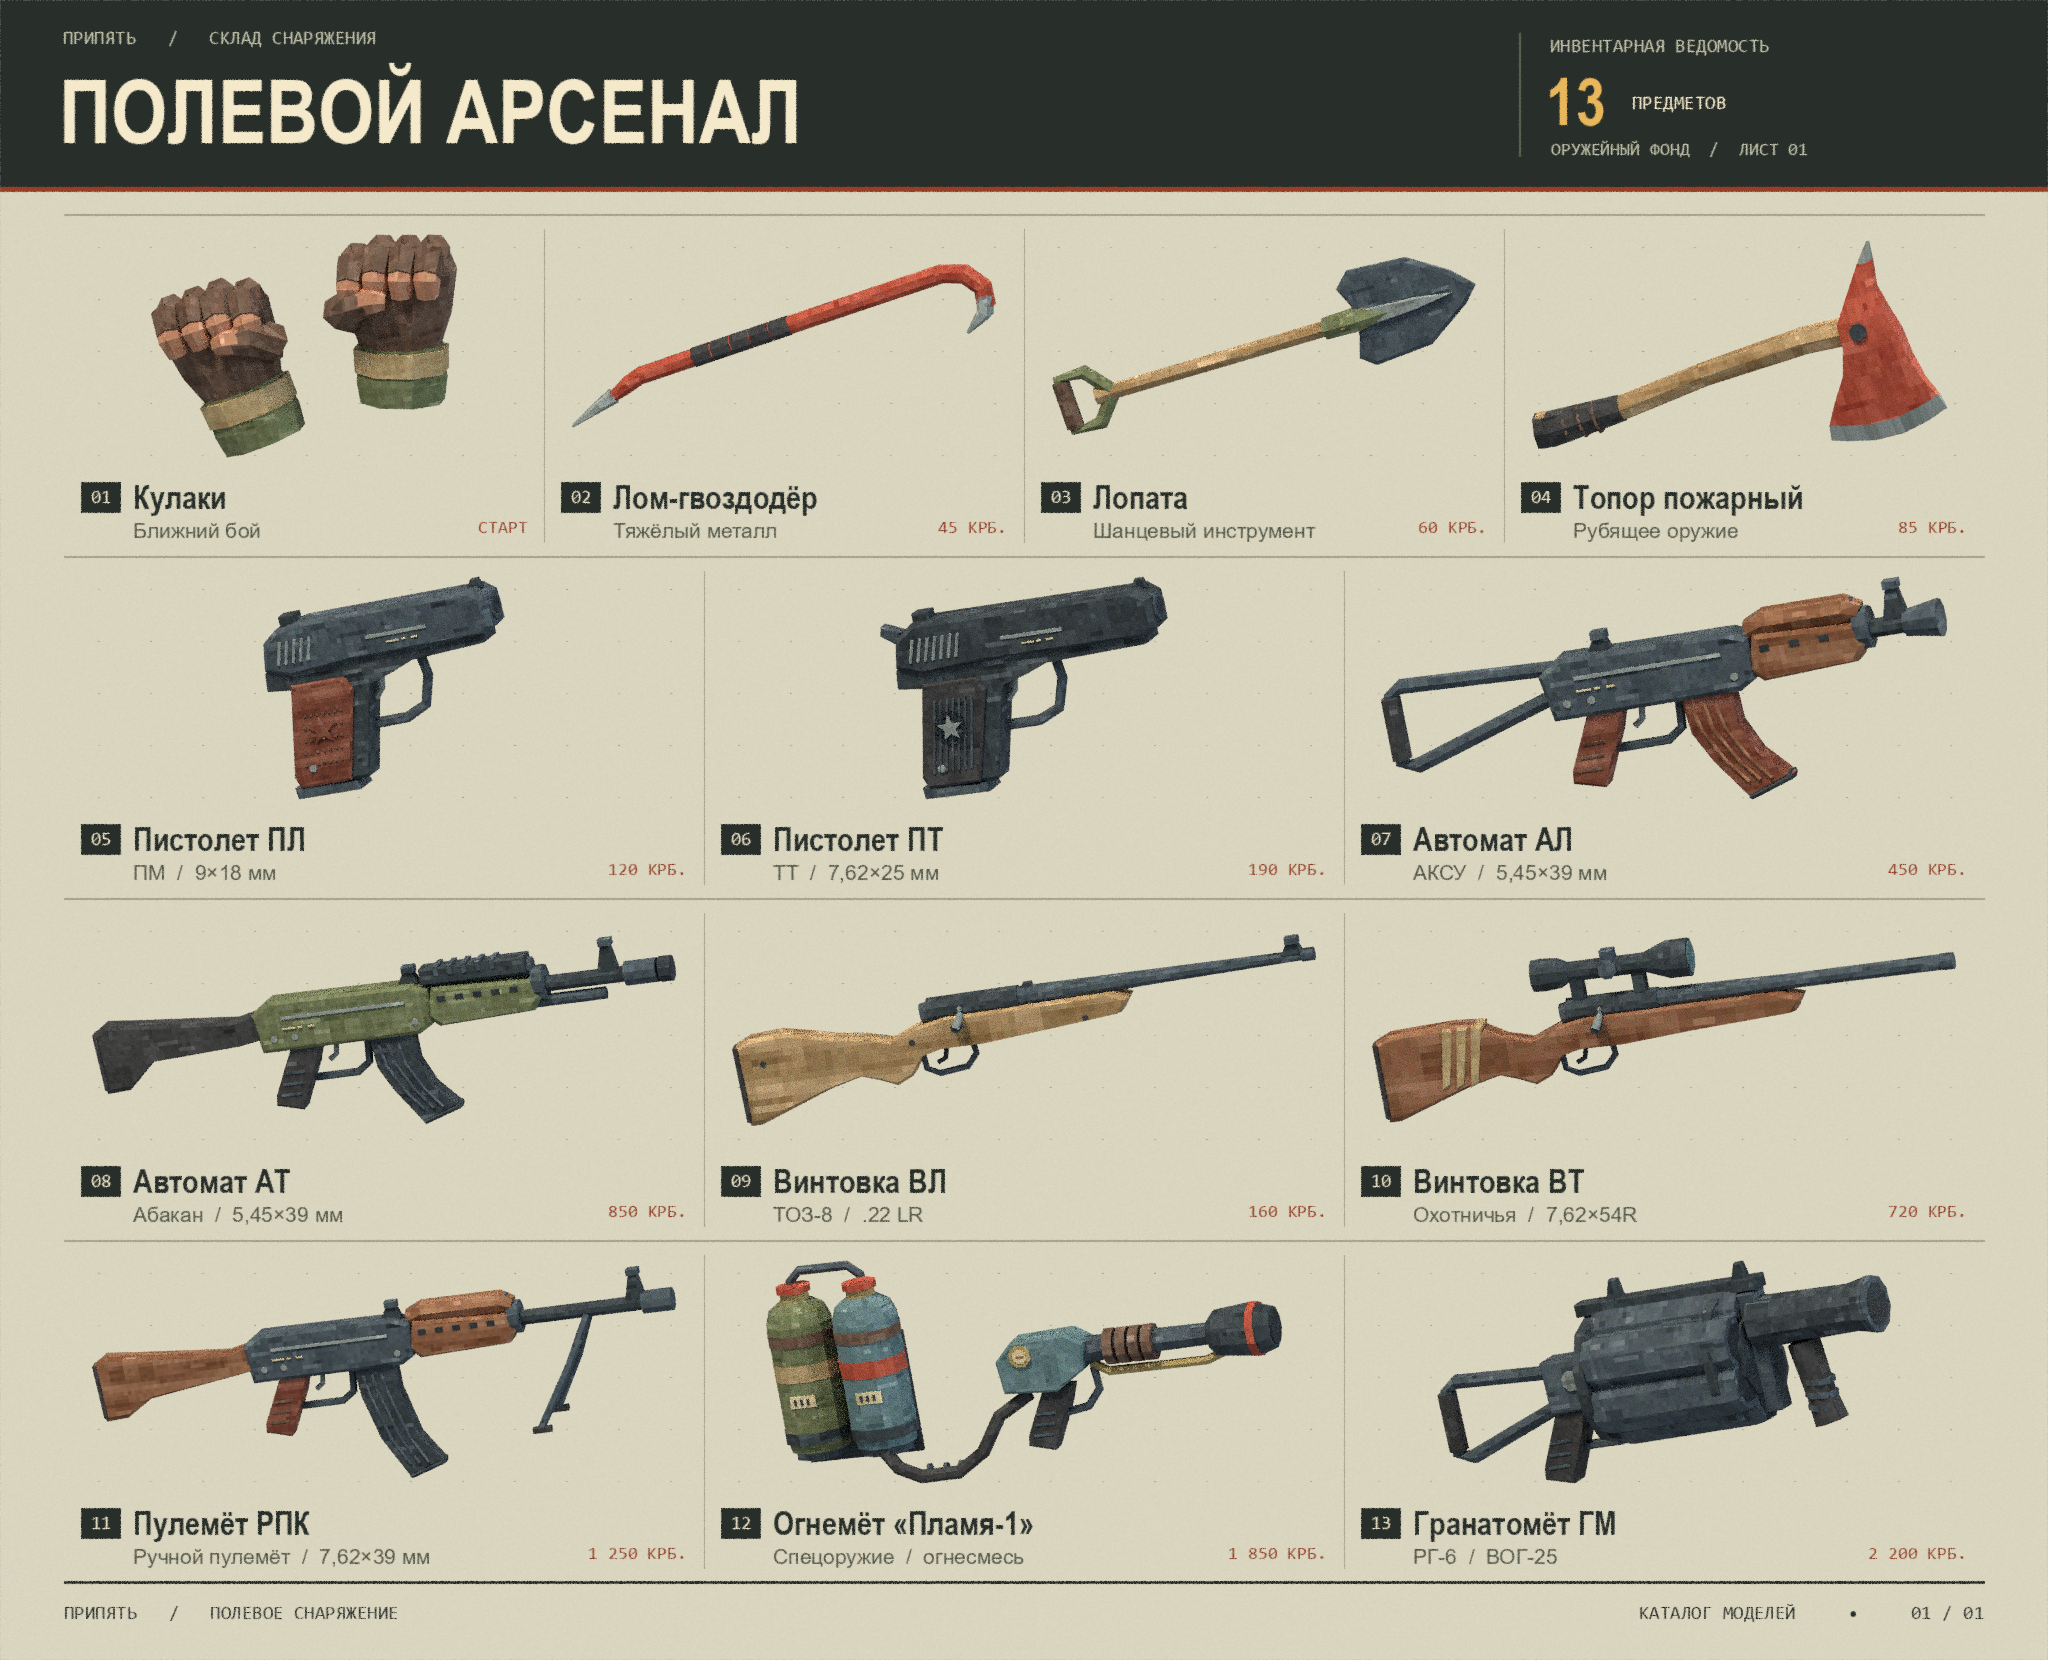 ПРИПЯТЬ / СКЛАД СНАРЯЖЕНИЯ
ПОЛЕВОЙ АРСЕНАЛ
ИНВЕНТАРНАЯ ВЕДОМОСТЬ
13 ПРЕДМЕТОВ
ОРУЖЕЙНЫЙ ФОНД / ЛИСТ 01
01 Кулаки
Ближний бой
СТАРТ
02 Лом-гвоздодёр
Тяжёлый металл
45 КРБ.
03 Лопата
Шанцевый инструмент
60 КРБ.
04 Топор пожарный
Рубящее оружие
85 КРБ.
05 Пистолет ПЛ
ПМ / 9×18 мм
120 КРБ.
06 Пистолет ПТ
ТТ / 7,62×25 мм
190 КРБ.
07 Автомат АЛ
АКСУ / 5,45×39 мм
450 КРБ.
08 Автомат АТ
Абакан / 5,45×39 мм
850 КРБ.
09 Винтовка ВЛ
ТОЗ-8 / .22 LR
160 КРБ.
10 Винтовка ВТ
Охотничья / 7,62×54R
720 КРБ.
11 Пулемёт РПК
Ручной пулемёт / 7,62×39 мм
1 250 КРБ.
12 Огнемёт «Пламя-1»
Спецоружие / огнесмесь
1 850 КРБ.
13 Гранатомёт ГМ
РГ-6 / ВОГ-25
2 200 КРБ.
ПРИПЯТЬ / ПОЛЕВОЕ СНАРЯЖЕНИЕ
КАТАЛОГ МОДЕЛЕЙ • 01 / 01